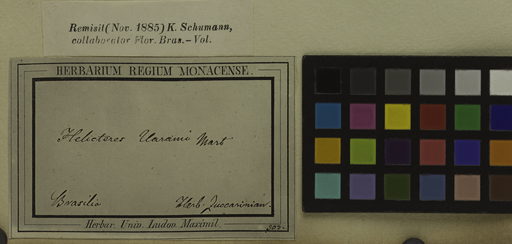 Remisit (Nov. 1885) K. Schumann,
collaborator Flor. Bras. — Vol.
HERBARIUM REGIUM MONACENSE.
Helicteres Uarami Mart
Brasilia Herb. Zuccarinian.
Herbar. Univ. Ludov. Maximil.